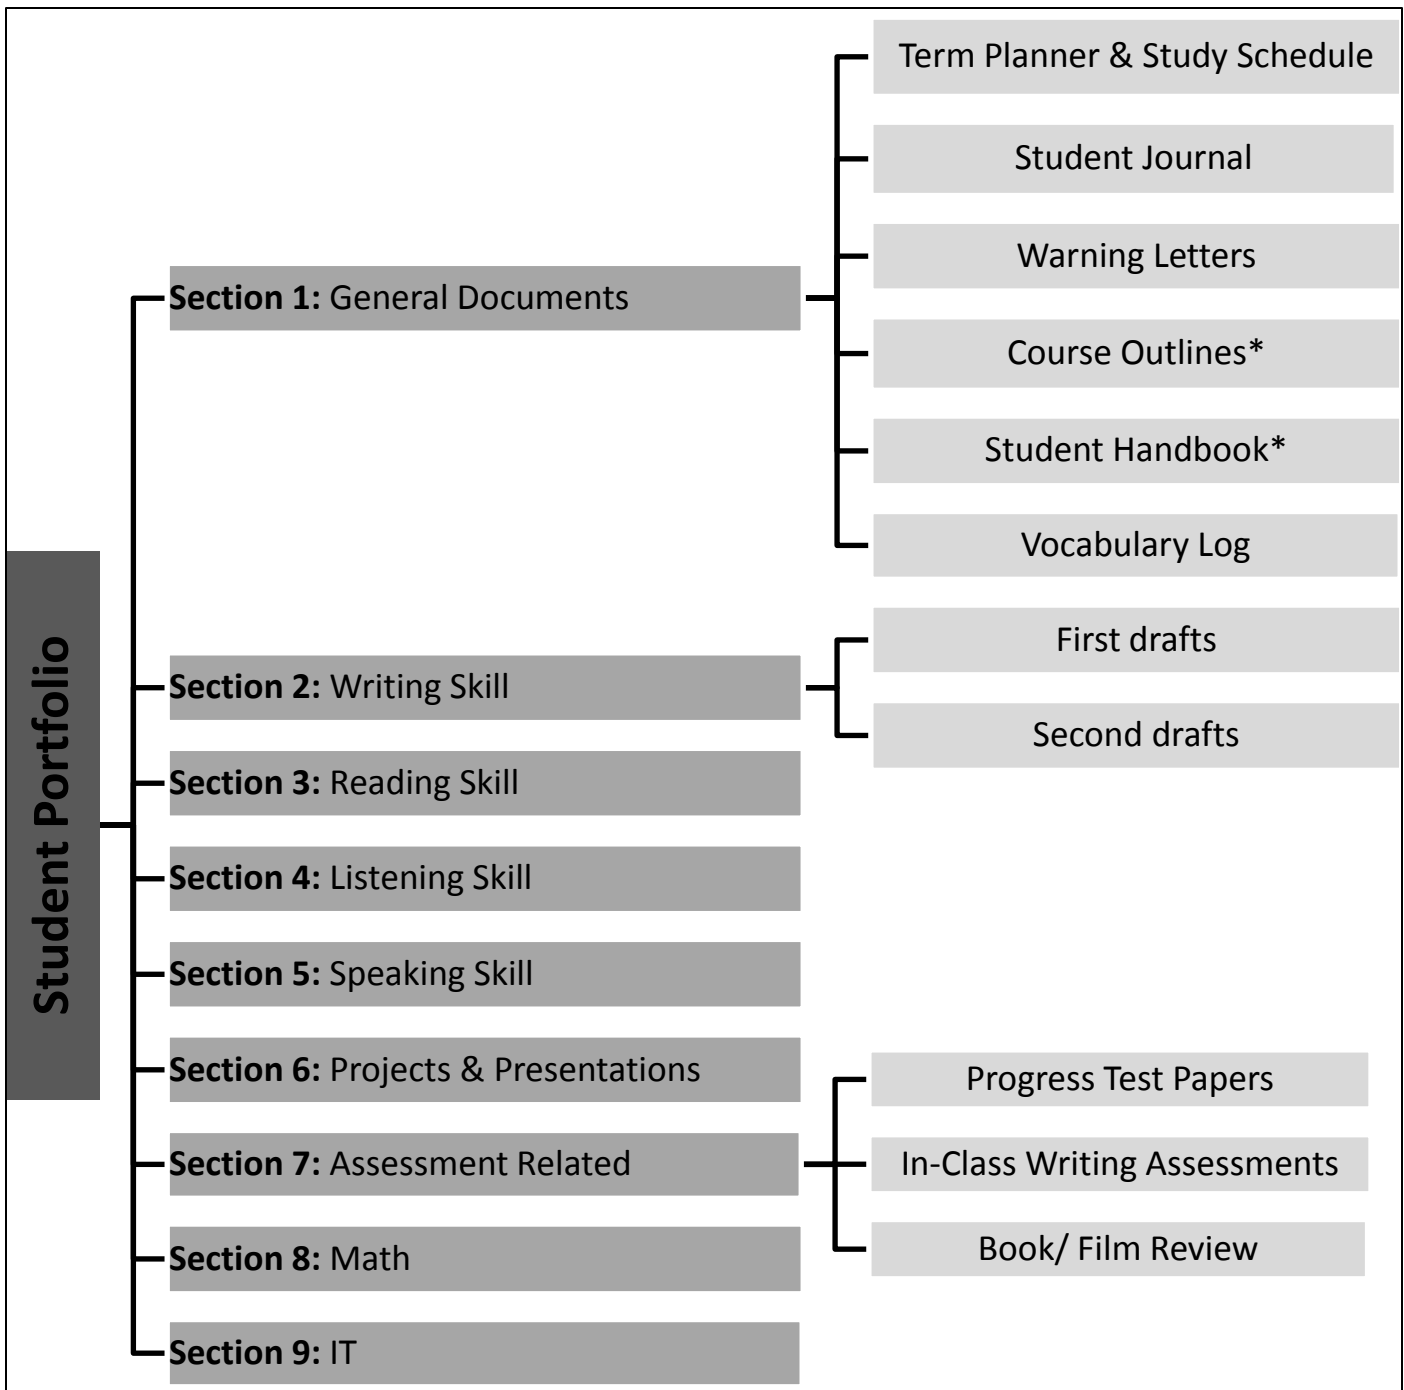 Student Portfolio
Section 1: General Documents
Term Planner & Study Schedule
Student Journal
Warning Letters
Course Outlines*
Student Handbook*
Vocabulary Log
Section 2: Writing Skill
First drafts
Second drafts
Section 3: Reading Skill
Section 4: Listening Skill
Section 5: Speaking Skill
Section 6: Projects & Presentations
Section 7: Assessment Related
Progress Test Papers
In-Class Writing Assessments
Book/ Film Review
Section 8: Math
Section 9: IT